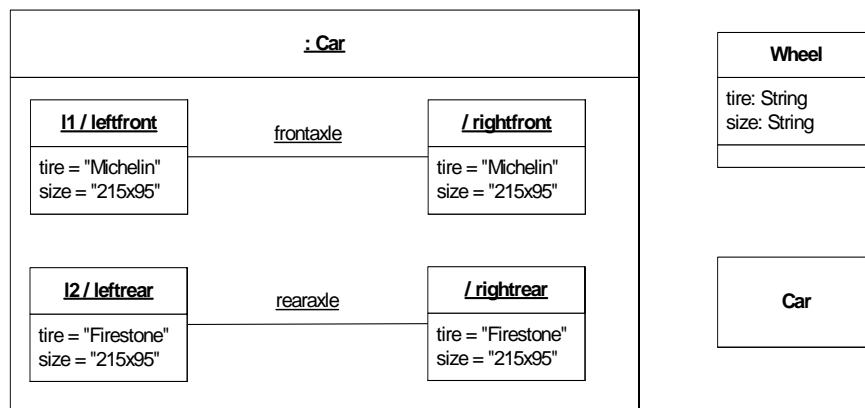 : Car
l1 / leftfront
tire = "Michelin"
size = "215x95"
frontaxle
/ rightfront
tire = "Michelin"
size = "215x95"
l2 / leftrear
tire = "Firestone"
size = "215x95"
rearaxle
/ rightrear
tire = "Firestone"
size = "215x95"
Wheel
tire: String
size: String
Car